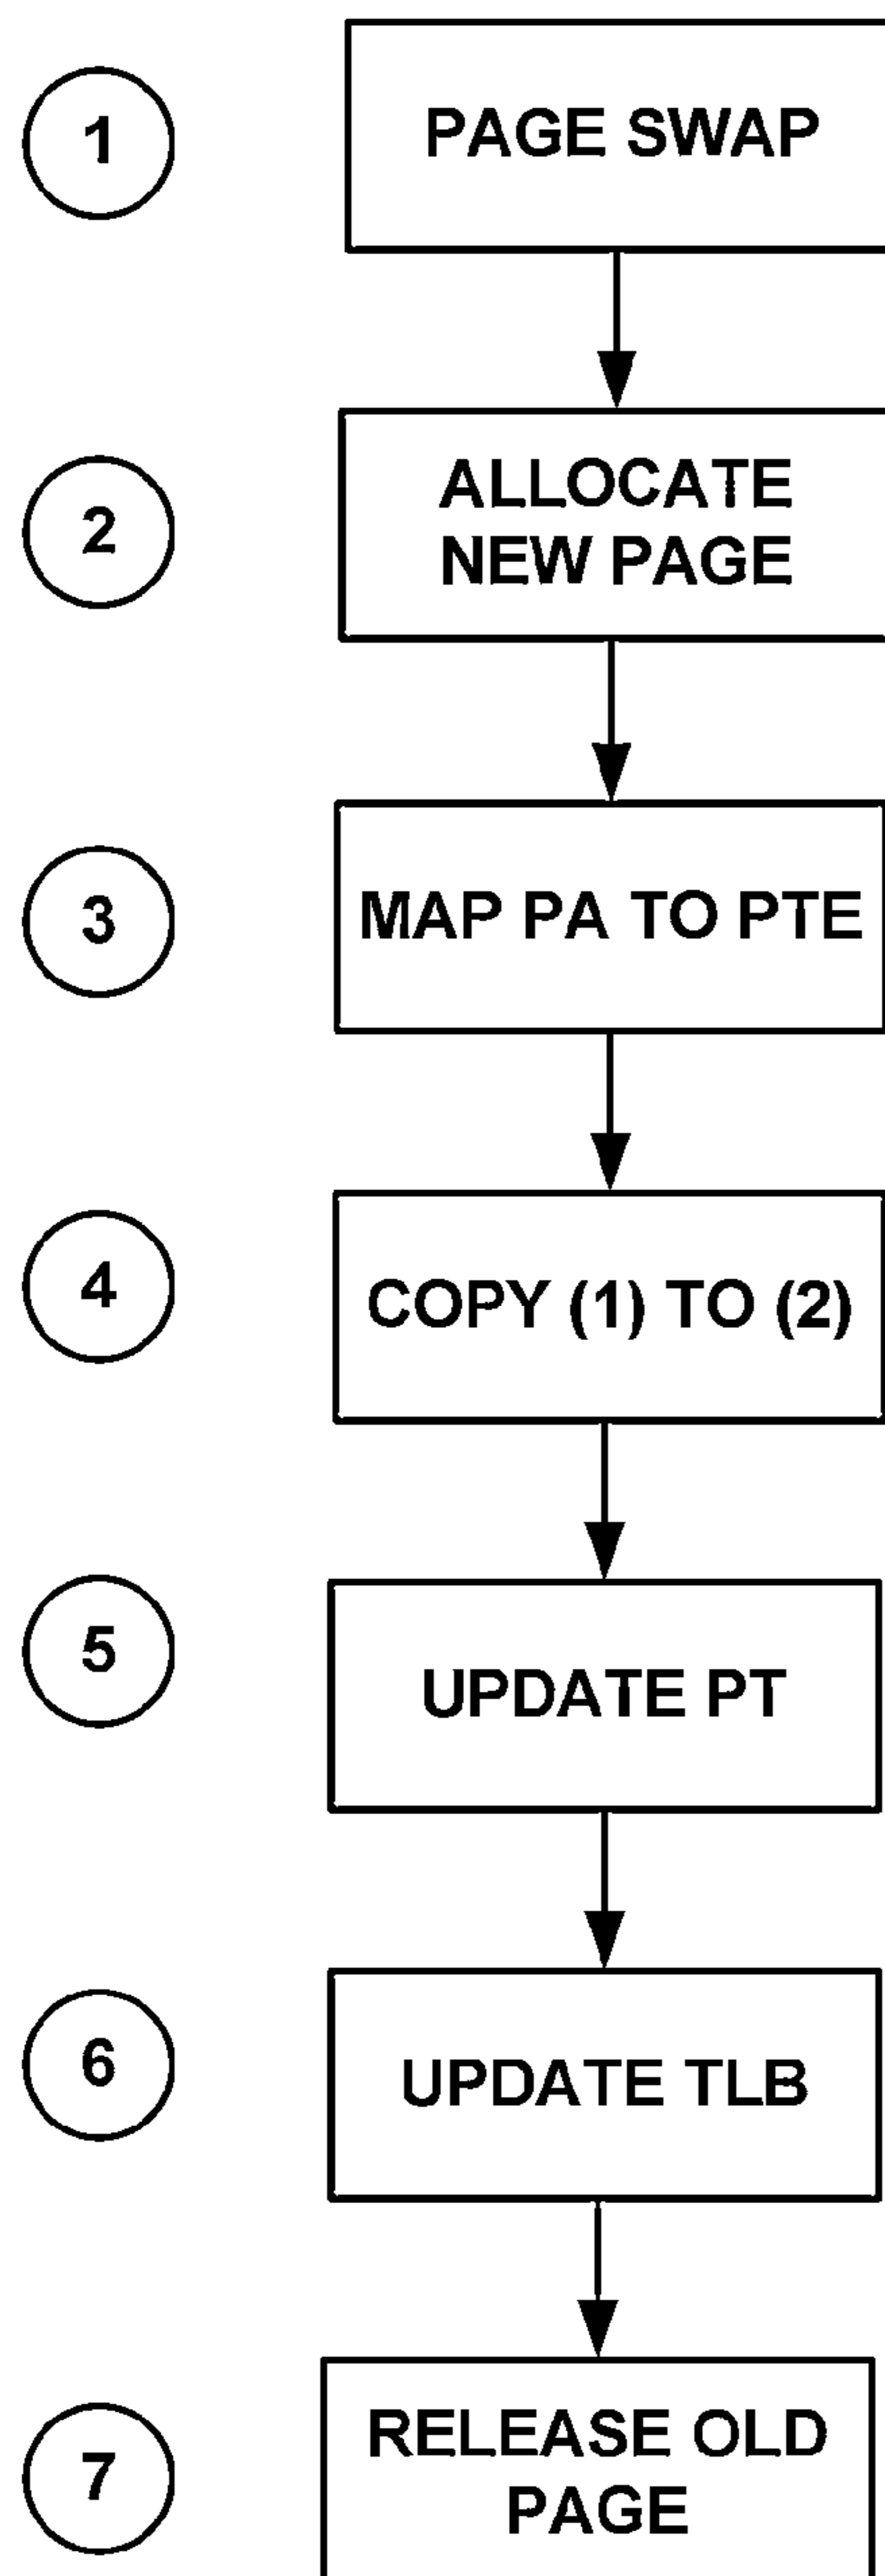 1
PAGE SWAP
2
ALLOCATE
NEW PAGE
3
MAP PA TO PTE
4
COPY (1) TO (2)
5
UPDATE PT
6
UPDATE TLB
7
RELEASE OLD
PAGE